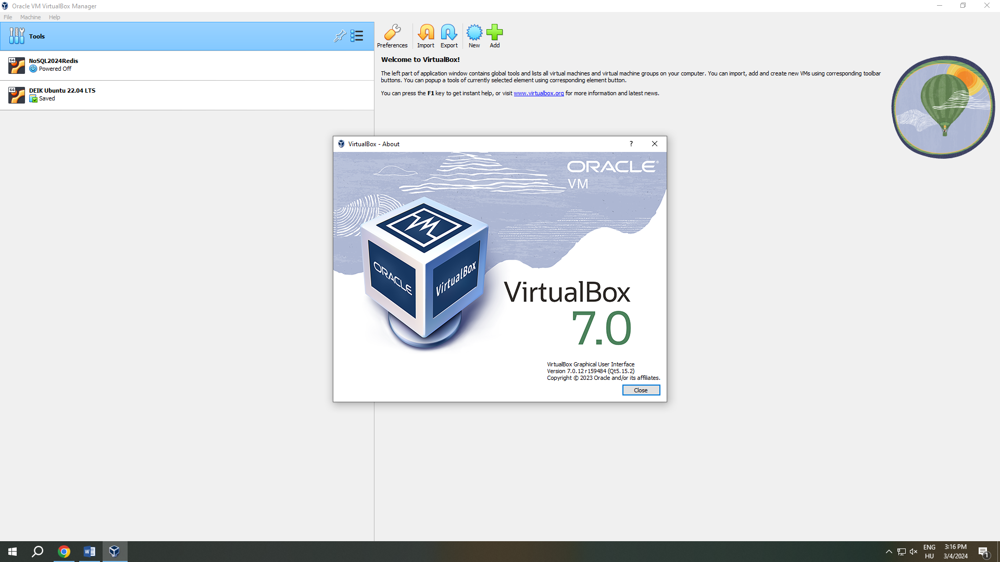 Oracle VM VirtualBox Manager
File Machine Help
Tools
64
NoSQL2024Redis
Powered Off
64
DEIK Ubuntu 22.04 LTS
Saved
Preferences Import Export New Add
Welcome to VirtualBox!
The left part of application window contains global tools and lists all virtual machines and virtual machine groups on your computer. You can import, add and create new VMs using corresponding toolbar
buttons. You can popup a tools of currently selected element using corresponding element button.
You can press the F1 key to get instant help, or visit www.virtualbox.org for more information and latest news.
VirtualBox - About
?
ORACLE®
VM
ORACLE
VirtualBox
VirtualBox
7.0
VirtualBox Graphical User Interface
Version 7.0.12 r159484 (Qt5.15.2)
Copyright © 2023 Oracle and/or its affiliates.
Close
ENG
HU
3:16 PM
3/4/2024
1